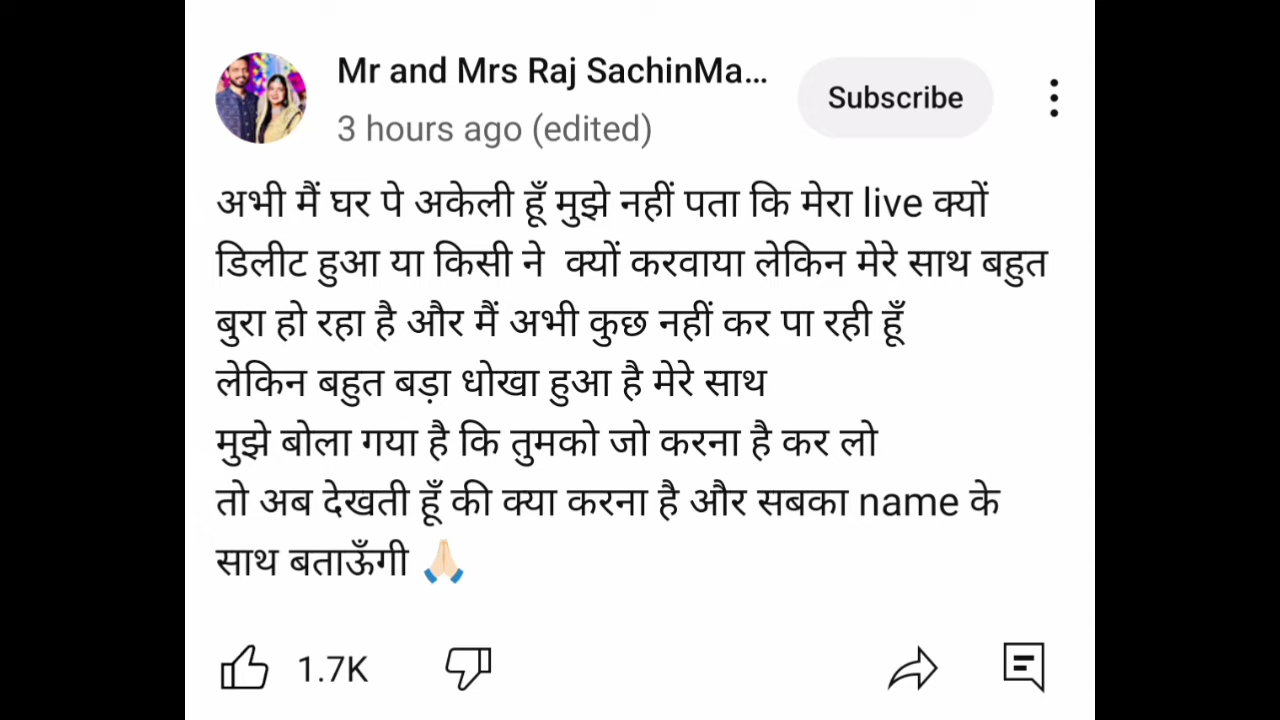 Mr and Mrs Raj SachinMa...
Subscribe
3 hours ago (edited)
अभी मैं घर पे अकेली हूँ मुझे नहीं पता कि मेरा live क्यों
डिलीट हुआ या किसी ने क्यों करवाया लेकिन मेरे साथ बहुत
बुरा हो रहा है और मैं अभी कुछ नहीं कर पा रही हूँ
लेकिन बहुत बड़ा धोखा हुआ है मेरे साथ
मुझे बोला गया है कि तुमको जो करना है कर लो
तो अब देखती हूँ की क्या करना है और सबका name के
साथ बताऊँगी 🙏🏻
1.7K